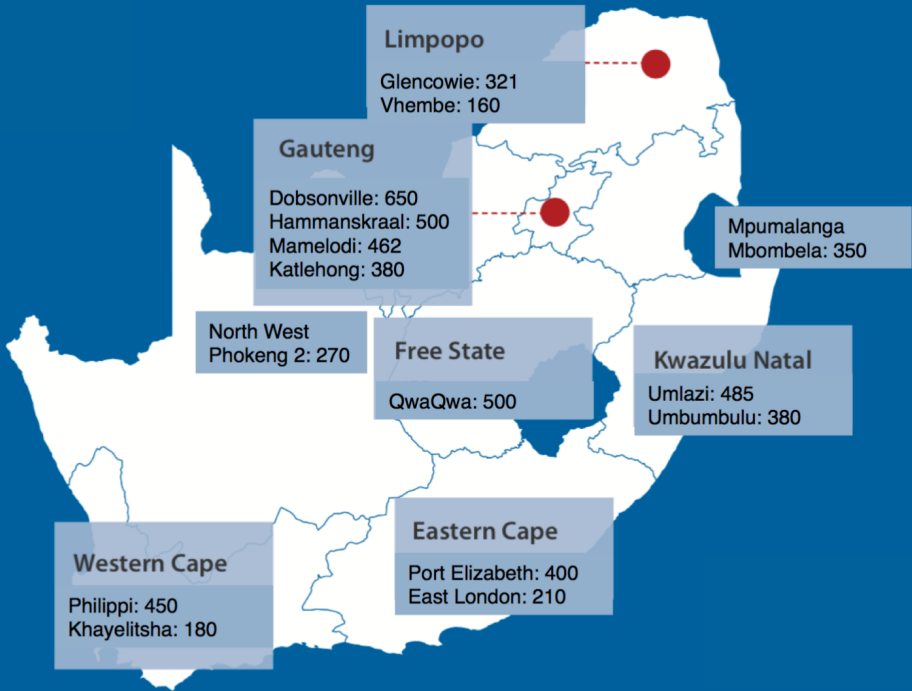 Limpopo
Glencowie: 321
Vhembe: 160
Gauteng
Dobsonville: 650
Hammanskraal: 500
Mamelodi: 462
Katlehong: 380
Mpumalanga
Mbombela: 350
North West
Phokeng 2: 270
Free State
QwaQwa: 500
Kwazulu Natal
Umlazi: 485
Umbumbulu: 380
Eastern Cape
Port Elizabeth: 400
East London: 210
Western Cape
Philippi: 450
Khayelitsha: 180